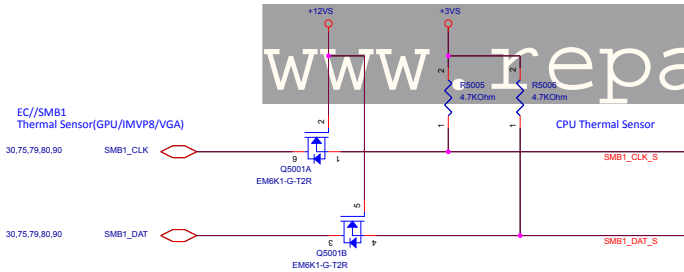 +12VS
+3VS
www.repa
2
2
R5005
4.7KOhm
R5006
4.7KOhm
EC//SMB1
Thermal Sensor(GPU/IMVP8/VGA)
2
1
1
CPU Thermal Sensor
30,75,79,80,90
SMB1_CLK
6
1
SMB1_CLK_S
Q5001A
EM6K1-G-T2R
5
30,75,79,80,90
SMB1_DAT
3
4
SMB1_DAT_S
Q5001B
EM6K1-G-T2R